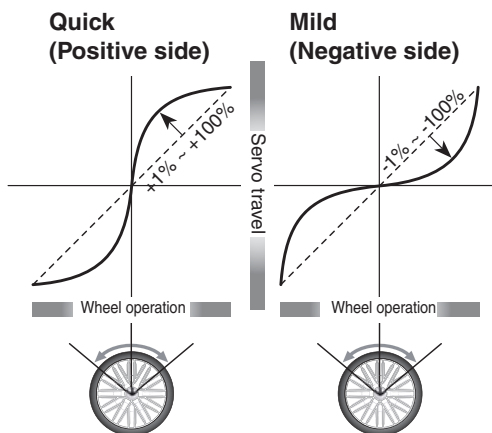 Quick
(Positive side)
+1% ~ +100%
Wheel operation
Servo travel
Mild
(Negative side)
-1% ~ -100%
Wheel operation